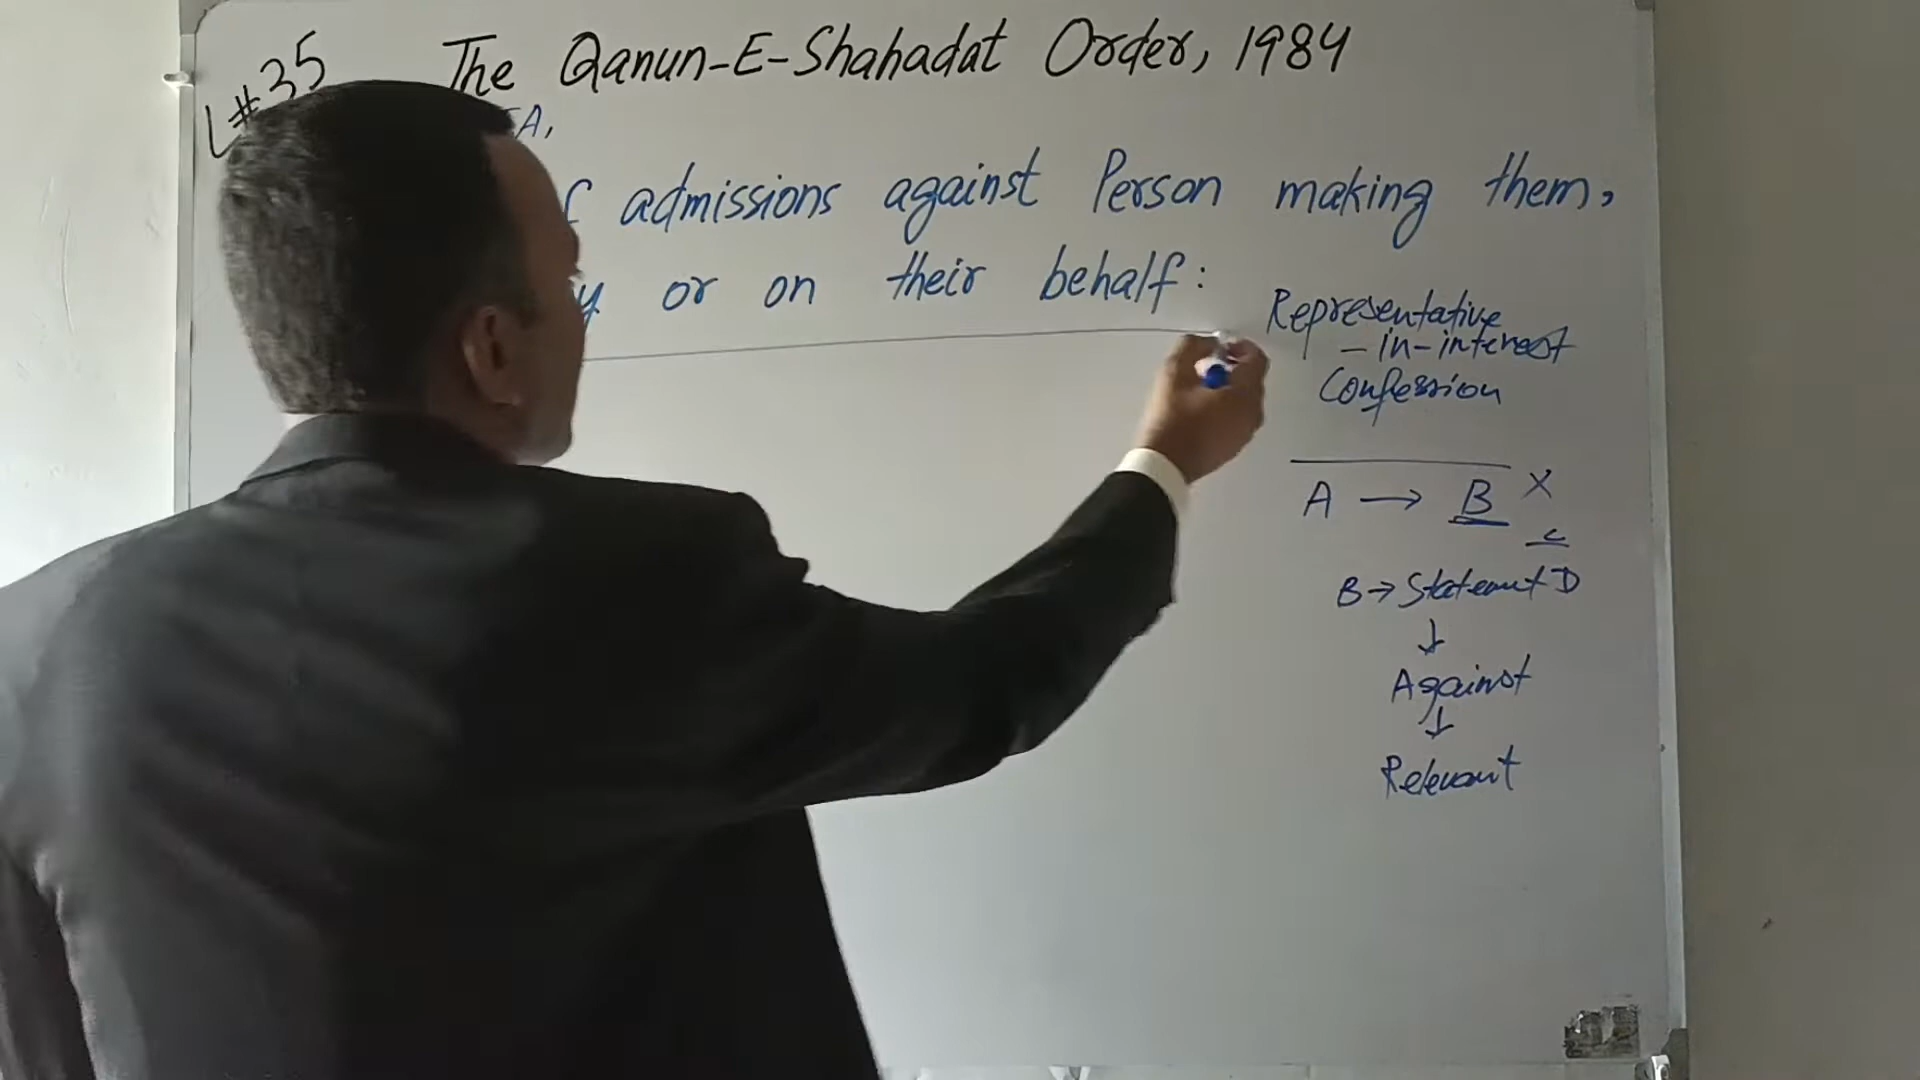 L#35 The Qanun-E-Shahadat Order, 1984
A,
f admissions against Person making them,
y or on their behalf:
Representative
-in-interest
Confession
A → B X
B → Statement D
↓
Against
↓
Relevant